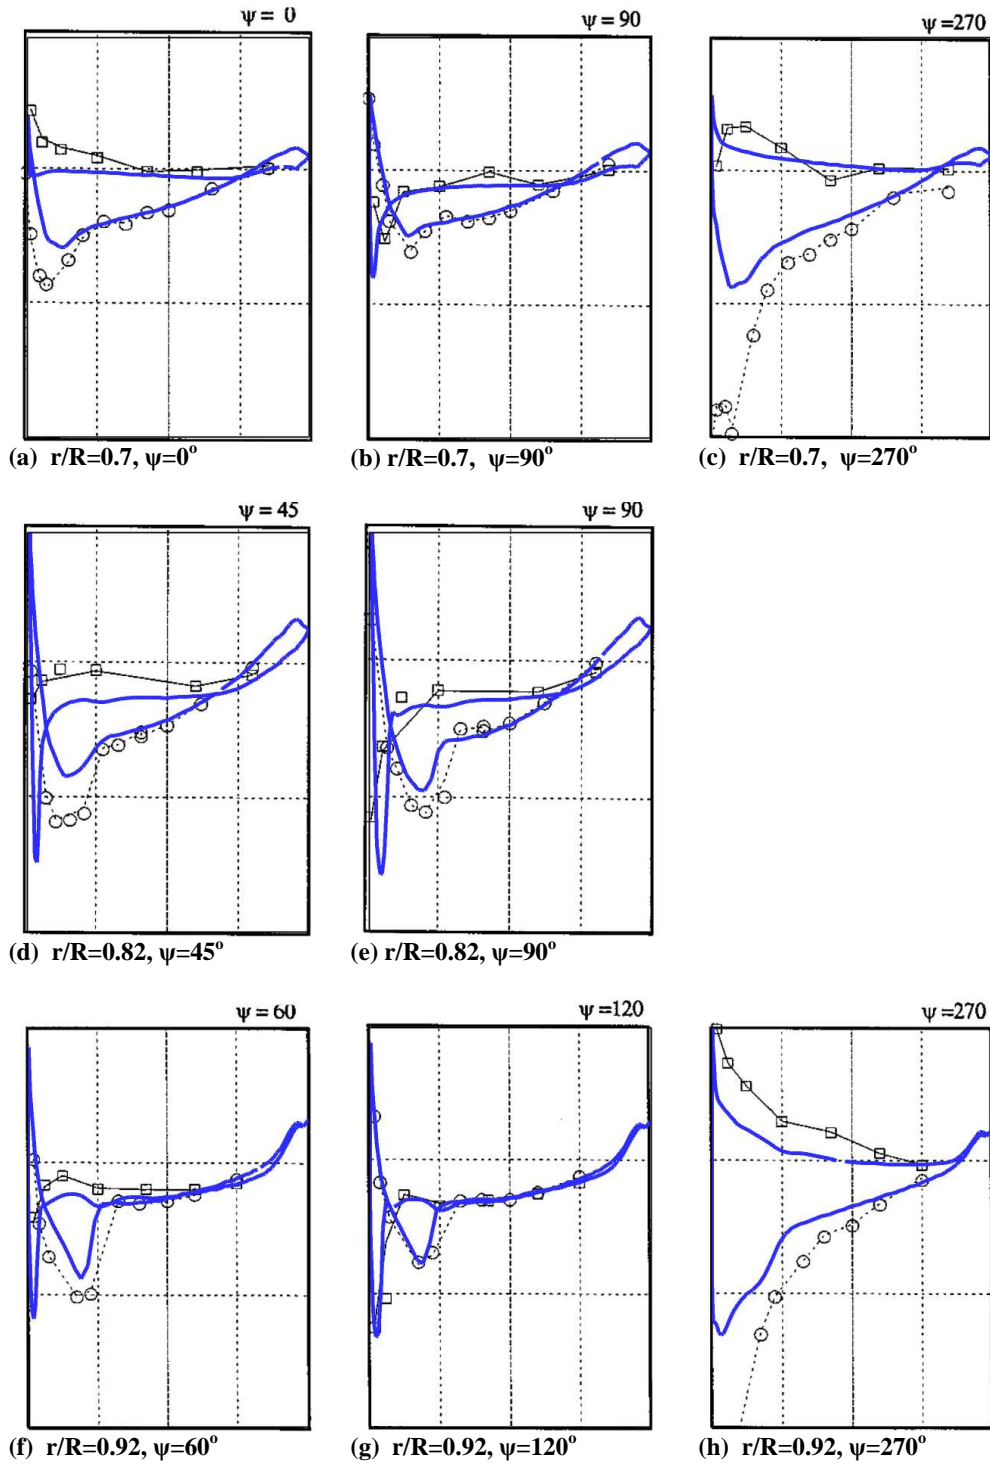 ψ = 0
ψ = 90
ψ =270
(a) r/R=0.7, ψ=0°
(b) r/R=0.7, ψ=90°
(c) r/R=0.7, ψ=270°
ψ = 45
ψ = 90
(d) r/R=0.82, ψ=45°
(e) r/R=0.82, ψ=90°
ψ = 60
ψ =120
ψ =270
(f) r/R=0.92, ψ=60°
(g) r/R=0.92, ψ=120°
(h) r/R=0.92, ψ=270°